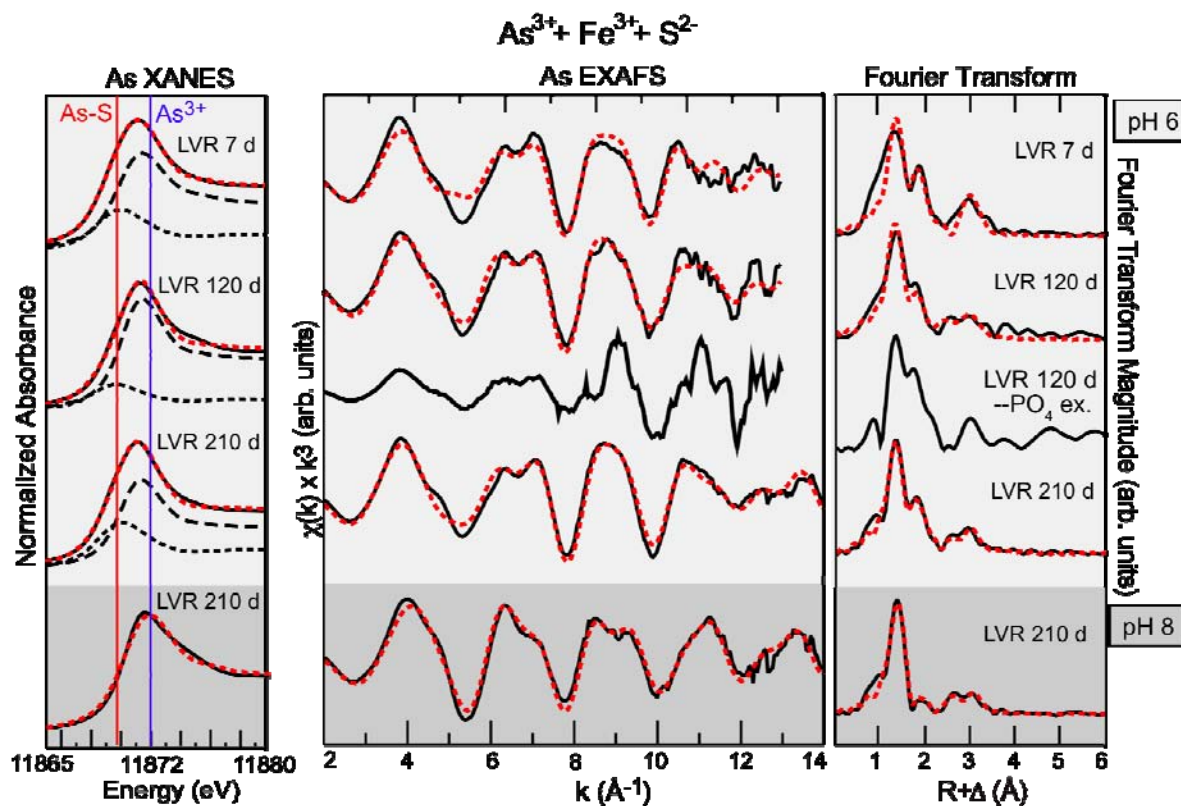 As³⁺+ Fe³⁺+ S²⁻
As XANES
As EXAFS
Fourier Transform
As-S
As³⁺
LVR 7 d
LVR 120 d
LVR 210 d
LVR 210 d
Normalized Absorbance
11865
11872
11880
Energy (eV)
χ(k) x k³ (arb. units)
2
4
6
8
10
12
14
k (Å⁻¹)
LVR 7 d
LVR 120 d
LVR 120 d
--PO₄ ex.
LVR 210 d
LVR 210 d
1
2
3
4
5
6
R+Δ (Å)
Fourier Transform Magnitude (arb. units)
pH 6
pH 8